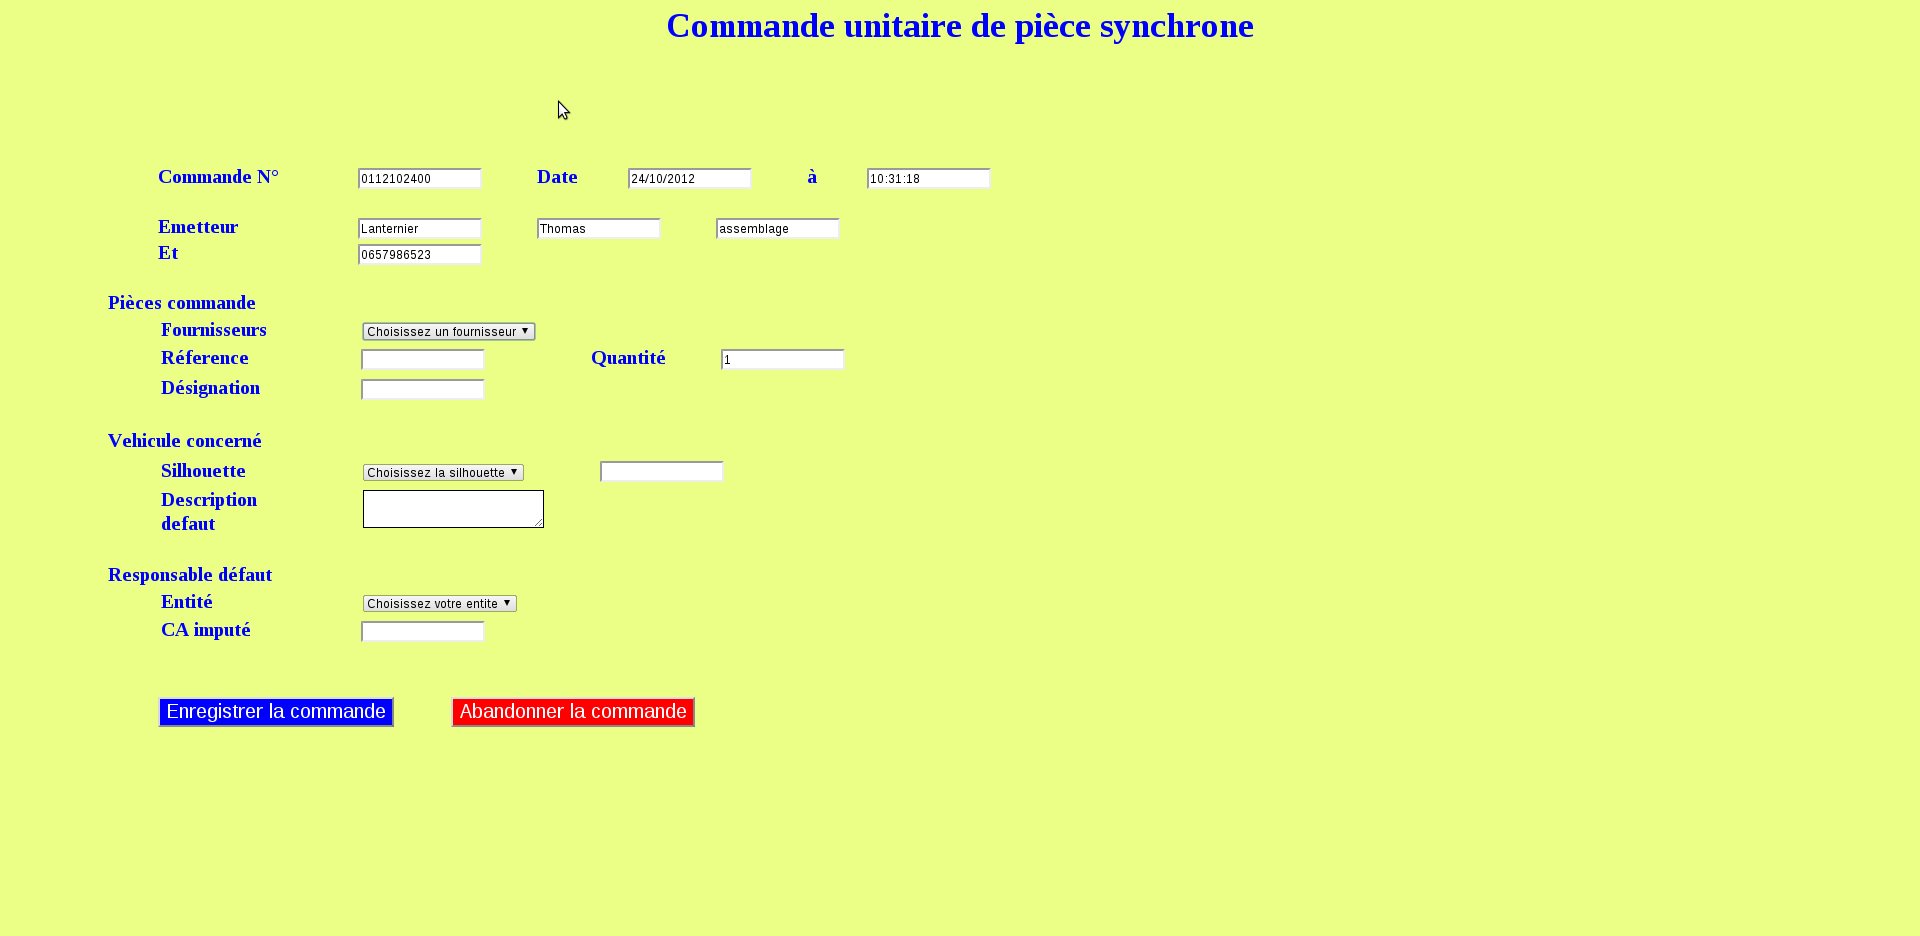 Commande unitaire de pièce synchrone
Commande N° 0112102400 Date 24/10/2012 à 10:31:18
Emetteur Lanternier Thomas assemblage
Et 0657986523
Pièces commande
Fournisseurs Choisissez un fournisseur
Réference Quantité 1
Désignation
Vehicule concerné
Silhouette Choisissez la silhouette
Description
defaut
Responsable défaut
Entité Choisissez votre entite
CA imputé
Enregistrer la commande Abandonner la commande